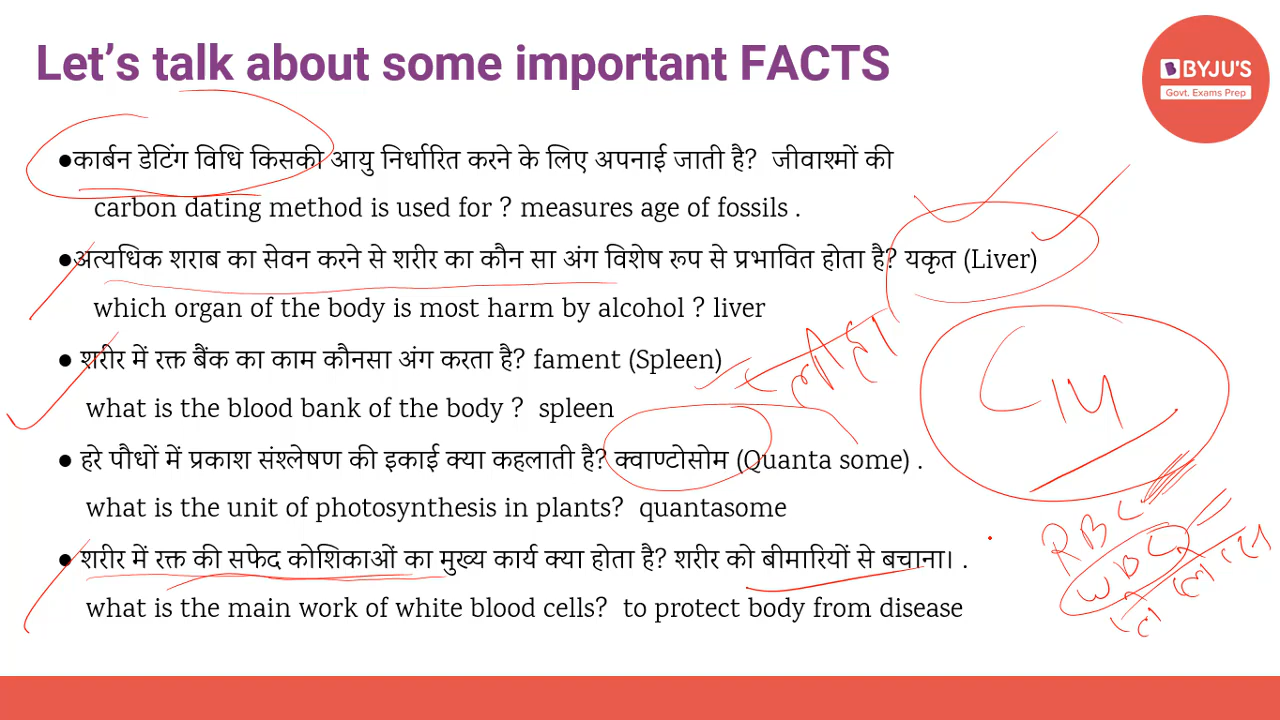 Let's talk about some important FACTS
BYJU'S
Govt. Exams Prep
●कार्बन डेटिंग विधि किसकी आयु निर्धारित करने के लिए अपनाई जाती है? जीवाश्मों की
carbon dating method is used for ? measures age of fossils .
●अत्यधिक शराब का सेवन करने से शरीर का कौन सा अंग विशेष रूप से प्रभावित होता है? यकृत (Liver)
which organ of the body is most harm by alcohol ? liver
● शरीर में रक्त बैंक का काम कौनसा अंग करता है? fament (Spleen)
what is the blood bank of the body ? spleen
प्लीहा
C14
● हरे पौधों में प्रकाश संश्लेषण की इकाई क्या कहलाती है? क्वाण्टोसोम (Quanta some) .
what is the unit of photosynthesis in plants? quantasome
RBC
● शरीर में रक्त की सफेद कोशिकाओं का मुख्य कार्य क्या होता है? शरीर को बीमारियों से बचाना। .
WBC
what is the main work of white blood cells? to protect body from disease